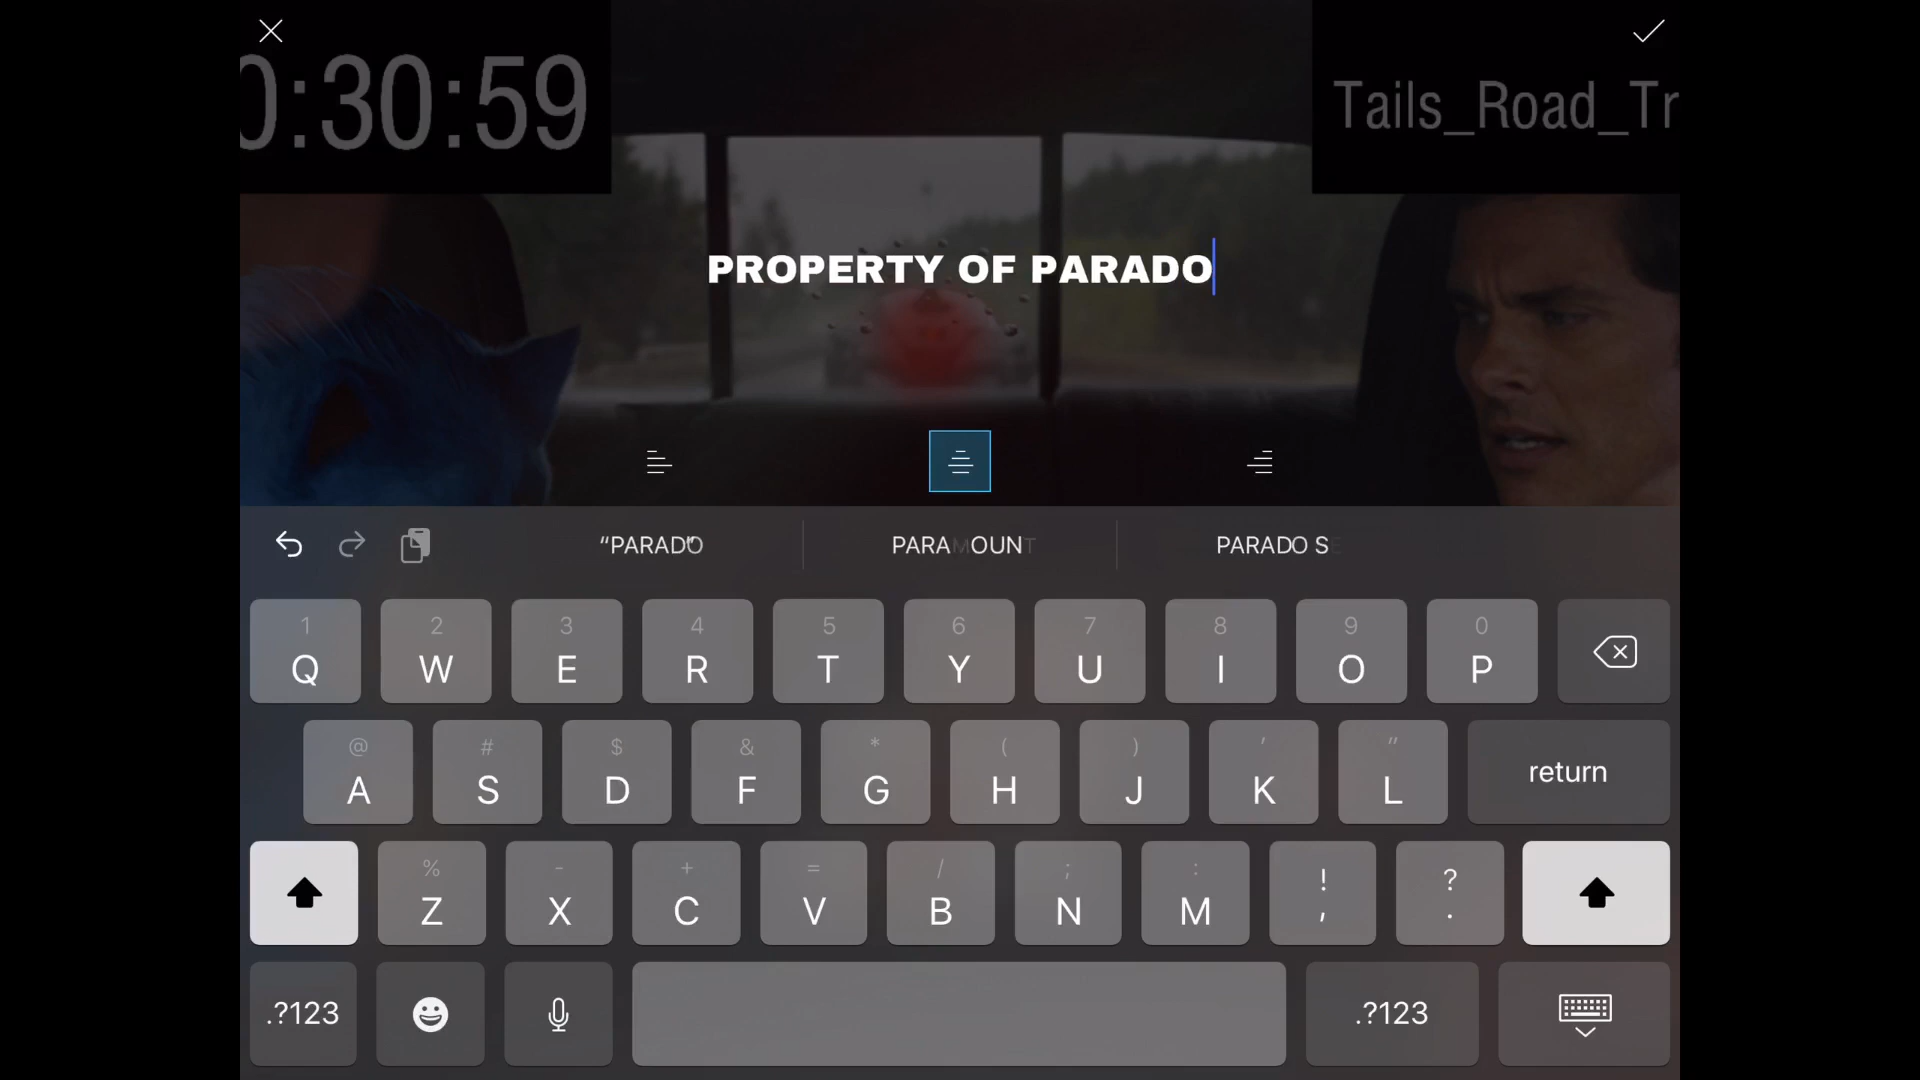 0:30:59
Tails_Road_Tr
PROPERTY OF PARADO
“PARADO”
PARAMOUNT
PARADO SE
1 2 3 4 5 6 7 8 9 0
Q W E R T Y U I O P
@ # $ & * ( ) ' "
A S D F G H J K L return
% - + = / ; : ! ?
Z X C V B N M , .
.?123 .?123